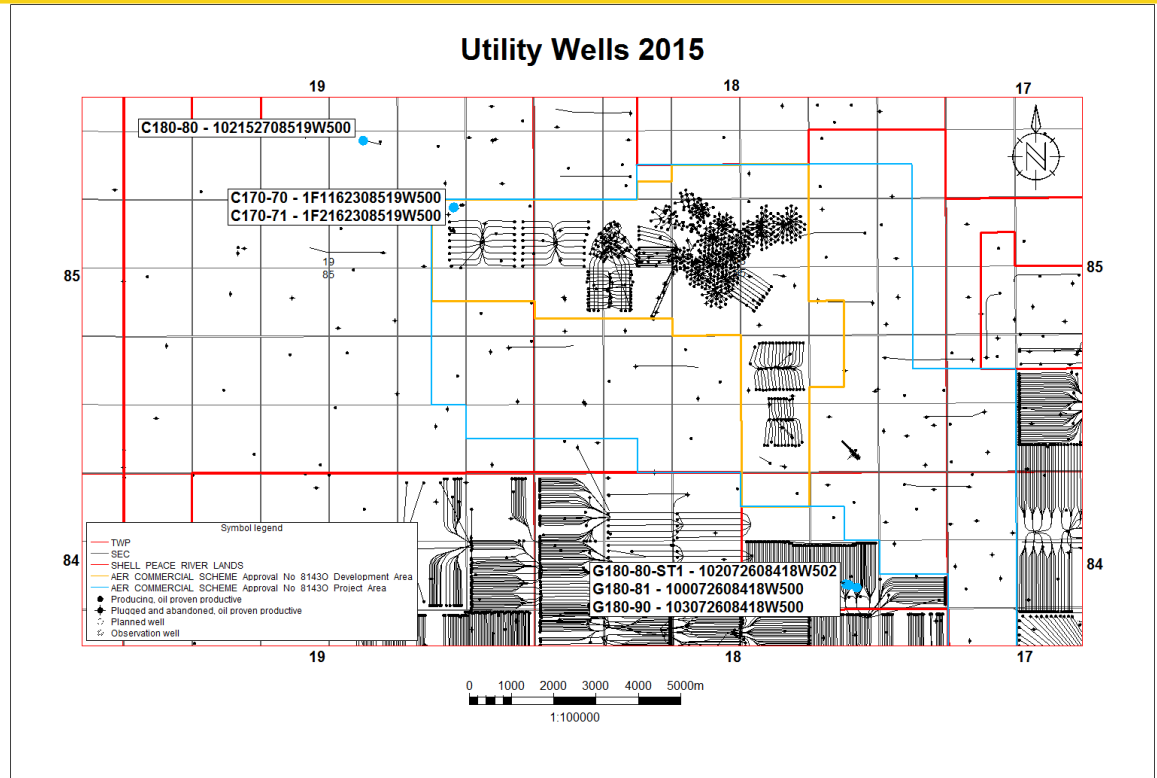 Utility Wells 2015
19
18
17
C180-80 - 102152708519W500
C170-70 - 1F1162308519W500
C170-71 - 1F2162308519W500
N
19
85
85
85
84
84
G180-80-ST1 - 102072608418W502
G180-81 - 100072608418W500
G180-90 - 103072608418W500
Symbol legend
TWP
SEC
SHELL PEACE RIVER LANDS
AER COMMERCIAL SCHEME Approval No 8143O Development Area
AER COMMERCIAL SCHEME Approval No 8143O Project Area
Producing, oil proven productive
Plugged and abandoned, oil proven productive
Planned well
Observation well
19
18
17
0 1000 2000 3000 4000 5000m
1:100000